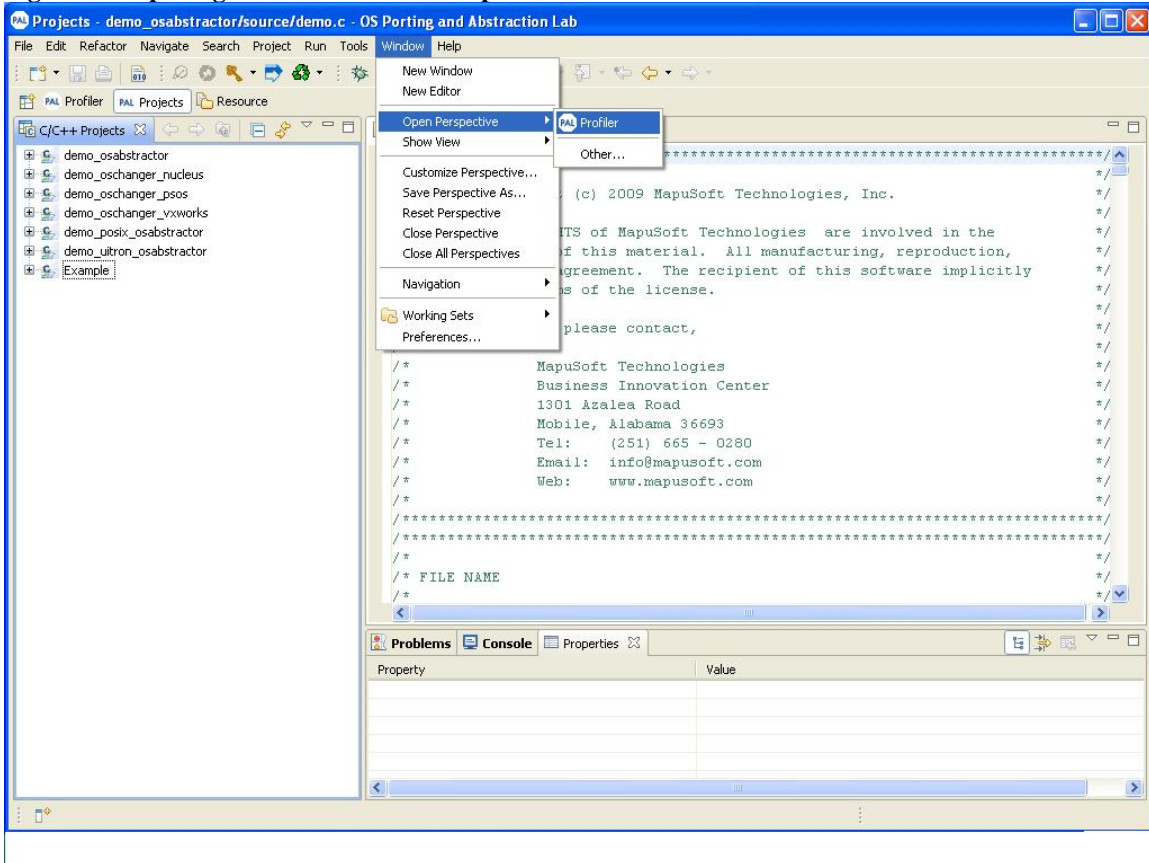 Projects - demo_osabstractor/source/demo.c - OS Porting and Abstraction Lab
File Edit Refactor Navigate Search Project Run Tools Window Help
PAL Profiler PAL Projects Resource
C/C++ Projects
demo_osabstractor
demo_oschanger_nucleus
demo_oschanger_psos
demo_oschanger_vxworks
demo_posix_osabstractor
demo_uitron_osabstractor
Example
New Window
New Editor
Open Perspective
Show View
Customize Perspective...
Save Perspective As...
Reset Perspective
Close Perspective
Close All Perspectives
Navigation
Working Sets
Preferences...
PAL Profiler
Other...
*************************************************/
*/
(c) 2009 MapuSoft Technologies, Inc. */
*/
HTS of MapuSoft Technologies are involved in the */
of this material. All manufacturing, reproduction, */
agreement. The recipient of this software implicitly */
of the license. */
*/
please contact, */
*/
/* MapuSoft Technologies */
/* Business Innovation Center */
/* 1301 Azalea Road */
/* Mobile, Alabama 36693 */
/* Tel: (251) 665 - 0280 */
/* Email: info@mapusoft.com */
/* Web: www.mapusoft.com */
/* */
/******************************************************************************/
/******************************************************************************/
/* */
/* FILE NAME */
/* */
Problems Console Properties
Property Value